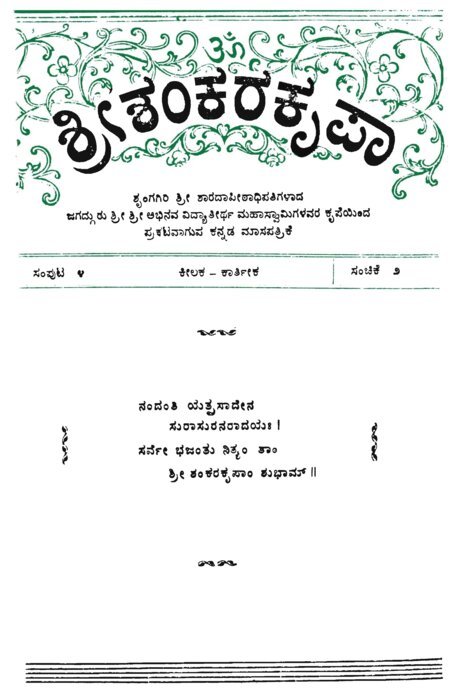 ಓಂ
ಶ್ರೀಶಂಕರಕೃಪಾ
ಶೃಂಗಗಿರಿ ಶ್ರೀ ಶಾರದಾಪೀಠಾಧಿಪತಿಗಳಾದ
ಜಗದ್ಗುರು ಶ್ರೀ ಶ್ರೀ ಅಭಿನವ ವಿದ್ಯಾತೀರ್ಥ ಮಹಾಸ್ವಾಮಿಗಳವರ ಕೃಪೆಯಿಂದ
ಪ್ರಕಟವಾಗುವ ಕನ್ನಡ ಮಾಸಪತ್ರಿಕೆ
ಸಂಪುಟ ೪ ಕೀಲಕ – ಕಾರ್ತೀಕ ಸಂಚಿಕೆ ೨
ನಂದಂತಿ ಯತ್ಪ್ರಸಾದೇನ
ಸುರಾಸುರನರಾದಯಃ ।
ಸರ್ವೇ ಭಜಂತು ನಿತ್ಯಂ ತಾಂ
ಶ್ರೀ ಶಂಕರಕೃಪಾಂ ಶುಭಾಮ್ ॥